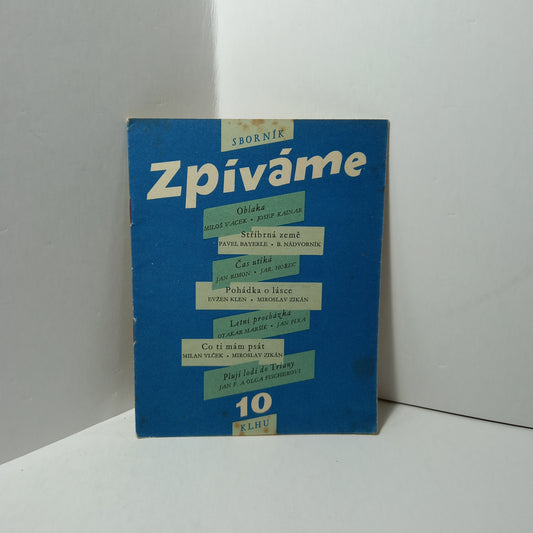 SBORNÍK
Zpíváme
Oblaka
MILOŠ VACEK • JOSEF KAINAR
Stříbrná země
PAVEL BAYERLE • B. NÁDVORNÍK
Čas utíká
JAN RIMON • JAR. HOŘEC
Pohádka o lásce
EVŽEN KLEN • MIROSLAV ZIKÁN
Letní procházka
OTAKAR MAŘÍK • JAN PIXA
Co ti mám psát
MILAN VLČEK • MIROSLAV ZIKÁN
Plují lodi do Triany
JAN F. A OLGA FISCHEROVI
10
KLHU